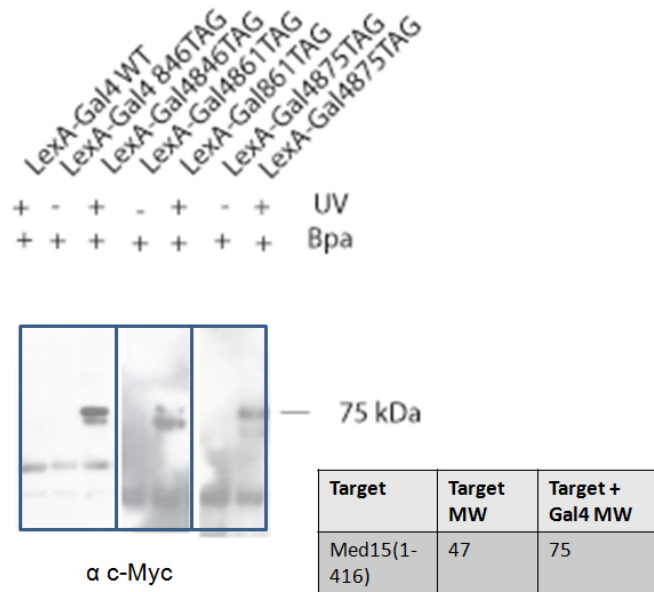 LexA-Gal4 WT
LexA-Gal4 846TAG
LexA-Gal4846TAG
LexA-Gal4861TAG
LexA-Gal861TAG
LexA-Gal4875TAG
LexA-Gal4875TAG
+ - + - + - + UV
+ + + + + + + Bpa
75 kDa
Target Target MW Target + Gal4 MW
Med15(1-416) 47 75
α c-Myc